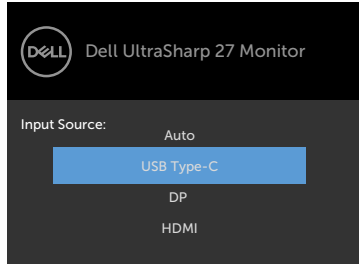 DELL
Dell UltraSharp 27 Monitor
Input Source:
Auto
USB Type-C
DP
HDMI